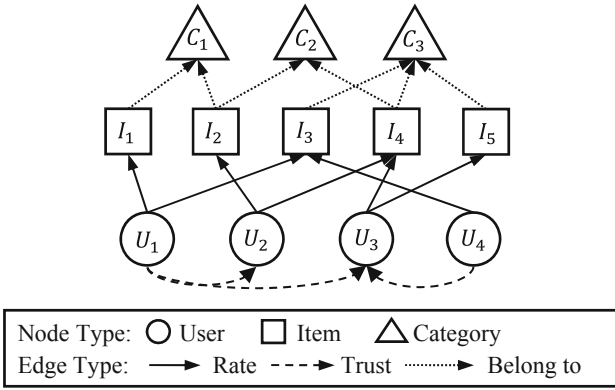 C₁ C₂ C₃
I₁ I₂ I₃ I₄ I₅
U₁ U₂ U₃ U₄
Node Type: User Item Category
Edge Type: Rate Trust Belong to